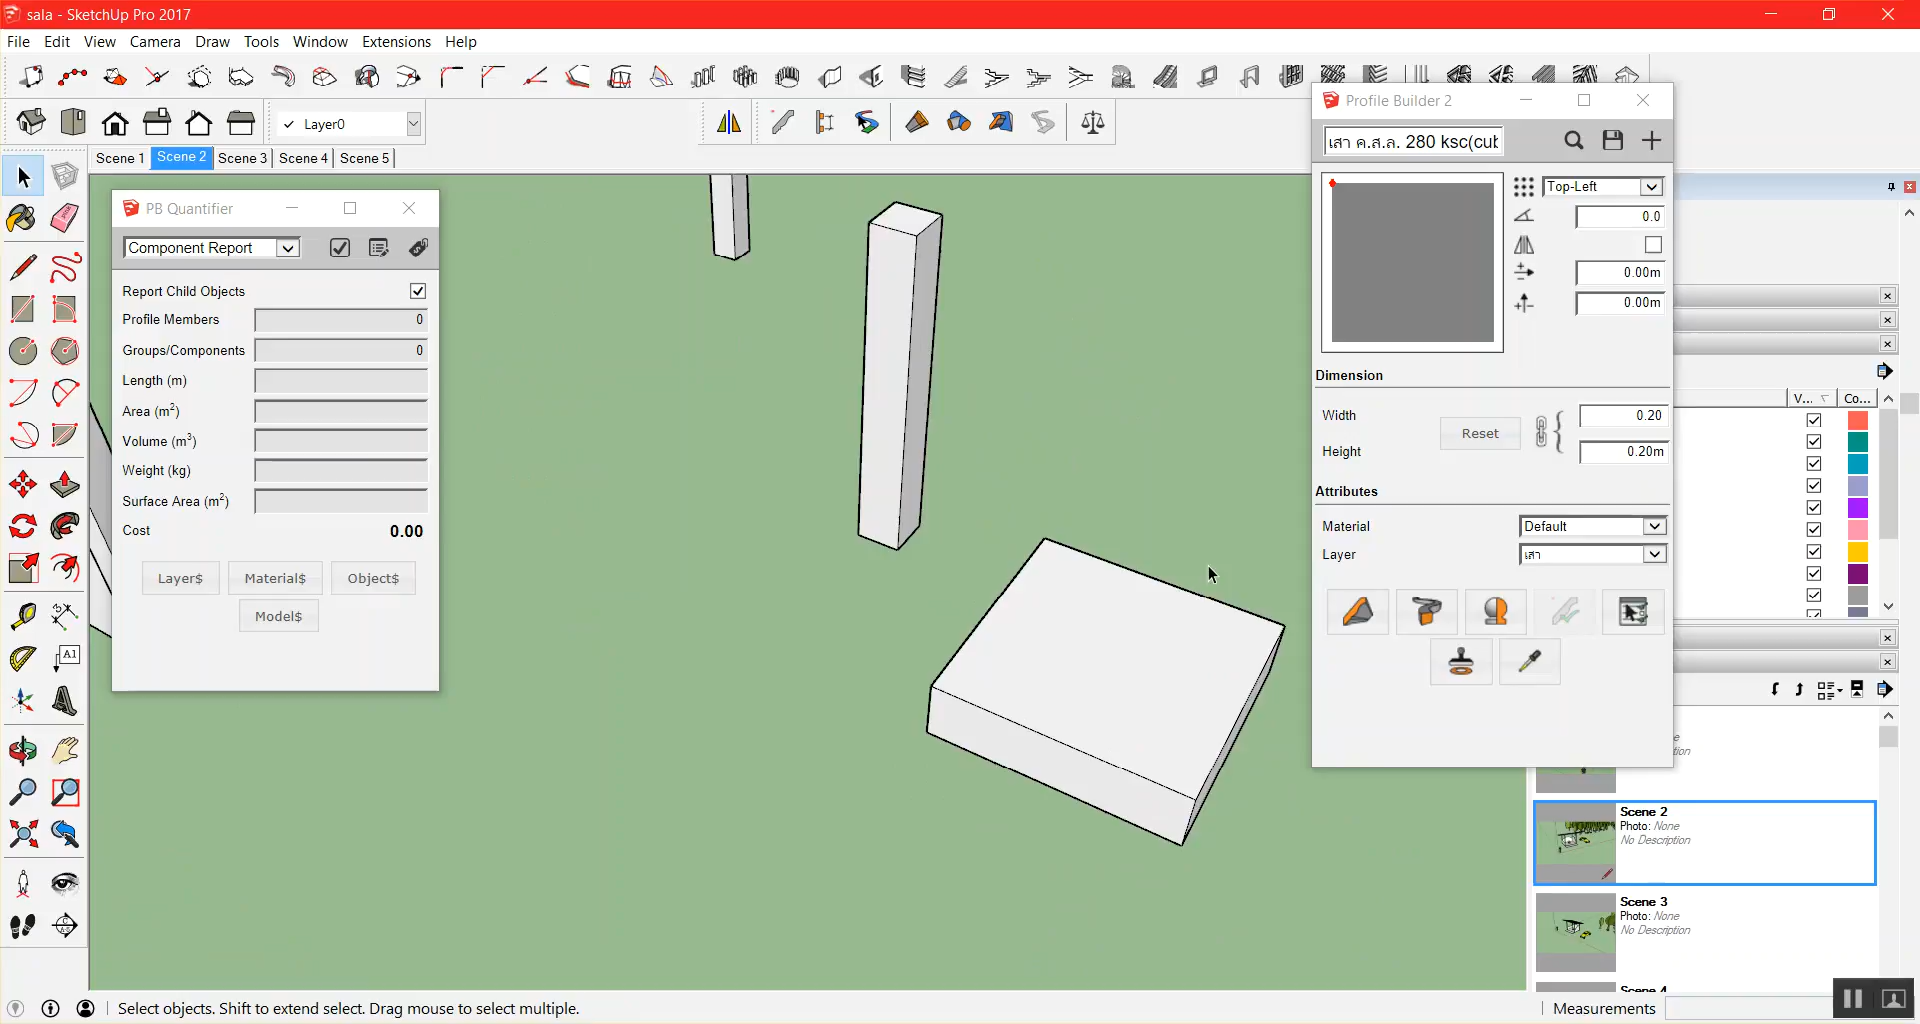 sala - SketchUp Pro 2017
File Edit View Camera Draw Tools Window Extensions Help
Layer0
Scene 1 Scene 2 Scene 3 Scene 4 Scene 5
PB Quantifier
Component Report
Report Child Objects
Profile Members 0
Groups/Components 0
Length (m)
Area (m²)
Volume (m³)
Weight (kg)
Surface Area (m²)
Cost 0.00
Layer$ Material$ Object$
Model$
A1
Profile Builder 2
เสา ค.ส.ล. 280 ksc(cub
Top-Left
0.0
0.00m
0.00m
Dimension
Width 0.20
Reset
Height 0.20m
Attributes
Material Default
Layer เสา
V... Co...
Scene 2
Photo: None
No Description
Scene 3
Photo: None
No Description
Scene 4
Select objects. Shift to extend select. Drag mouse to select multiple.
Measurements